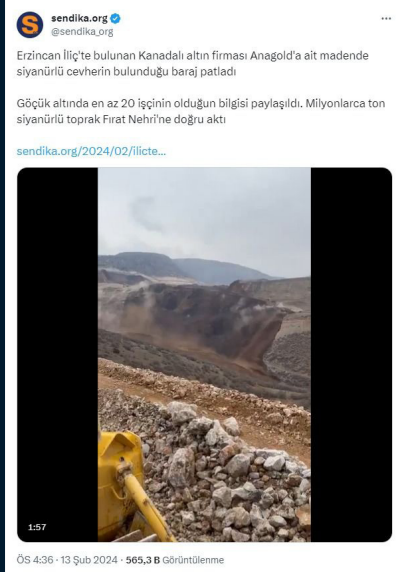 sendika.org
@sendika_org
Erzincan İliç'te bulunan Kanadalı altın firması Anagold'a ait madende
siyanürlü cevherin bulunduğu baraj patladı
Göçük altında en az 20 işçinin olduğun bilgisi paylaşıldı. Milyonlarca ton
siyanürlü toprak Fırat Nehri'ne doğru aktı
sendika.org/2024/02/ilicte...
1:57
ÖS 4:36 · 13 Şub 2024 · 565,3 B Görüntülenme